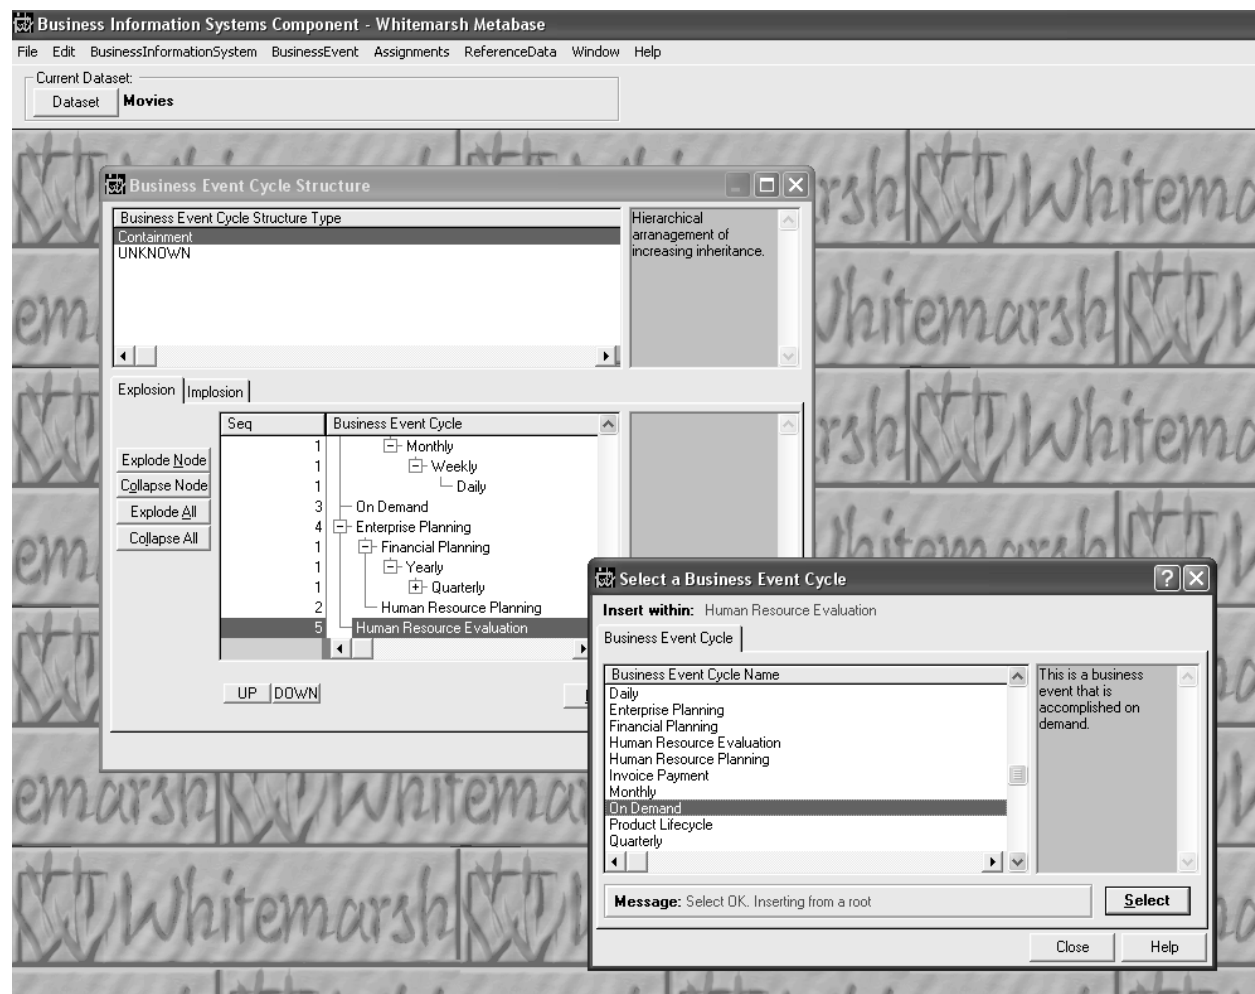 Business Information Systems Component - Whitemarsh Metabase
File Edit BusinessInformationSystem BusinessEvent Assignments ReferenceData Window Help
Current Dataset:
Dataset Movies
Business Event Cycle Structure
Business Event Cycle Structure Type
Containment
UNKNOWN
Hierarchical
arranagement of
increasing inheritance.
Explosion Implosion
Explode Node
Collapse Node
Explode All
Collapse All
Seq Business Event Cycle
1 Monthly
1 Weekly
1 Daily
3 On Demand
4 Enterprise Planning
1 Financial Planning
1 Yearly
1 Quarterly
2 Human Resource Planning
5 Human Resource Evaluation
UP DOWN
Select a Business Event Cycle
Insert within: Human Resource Evaluation
Business Event Cycle
Business Event Cycle Name
Daily
Enterprise Planning
Financial Planning
Human Resource Evaluation
Human Resource Planning
Invoice Payment
Monthly
On Demand
Product Lifecycle
Quarterly
This is a business
event that is
accomplished on
demand.
Message: Select OK. Inserting from a root
Select
Close Help
Whitemarsh